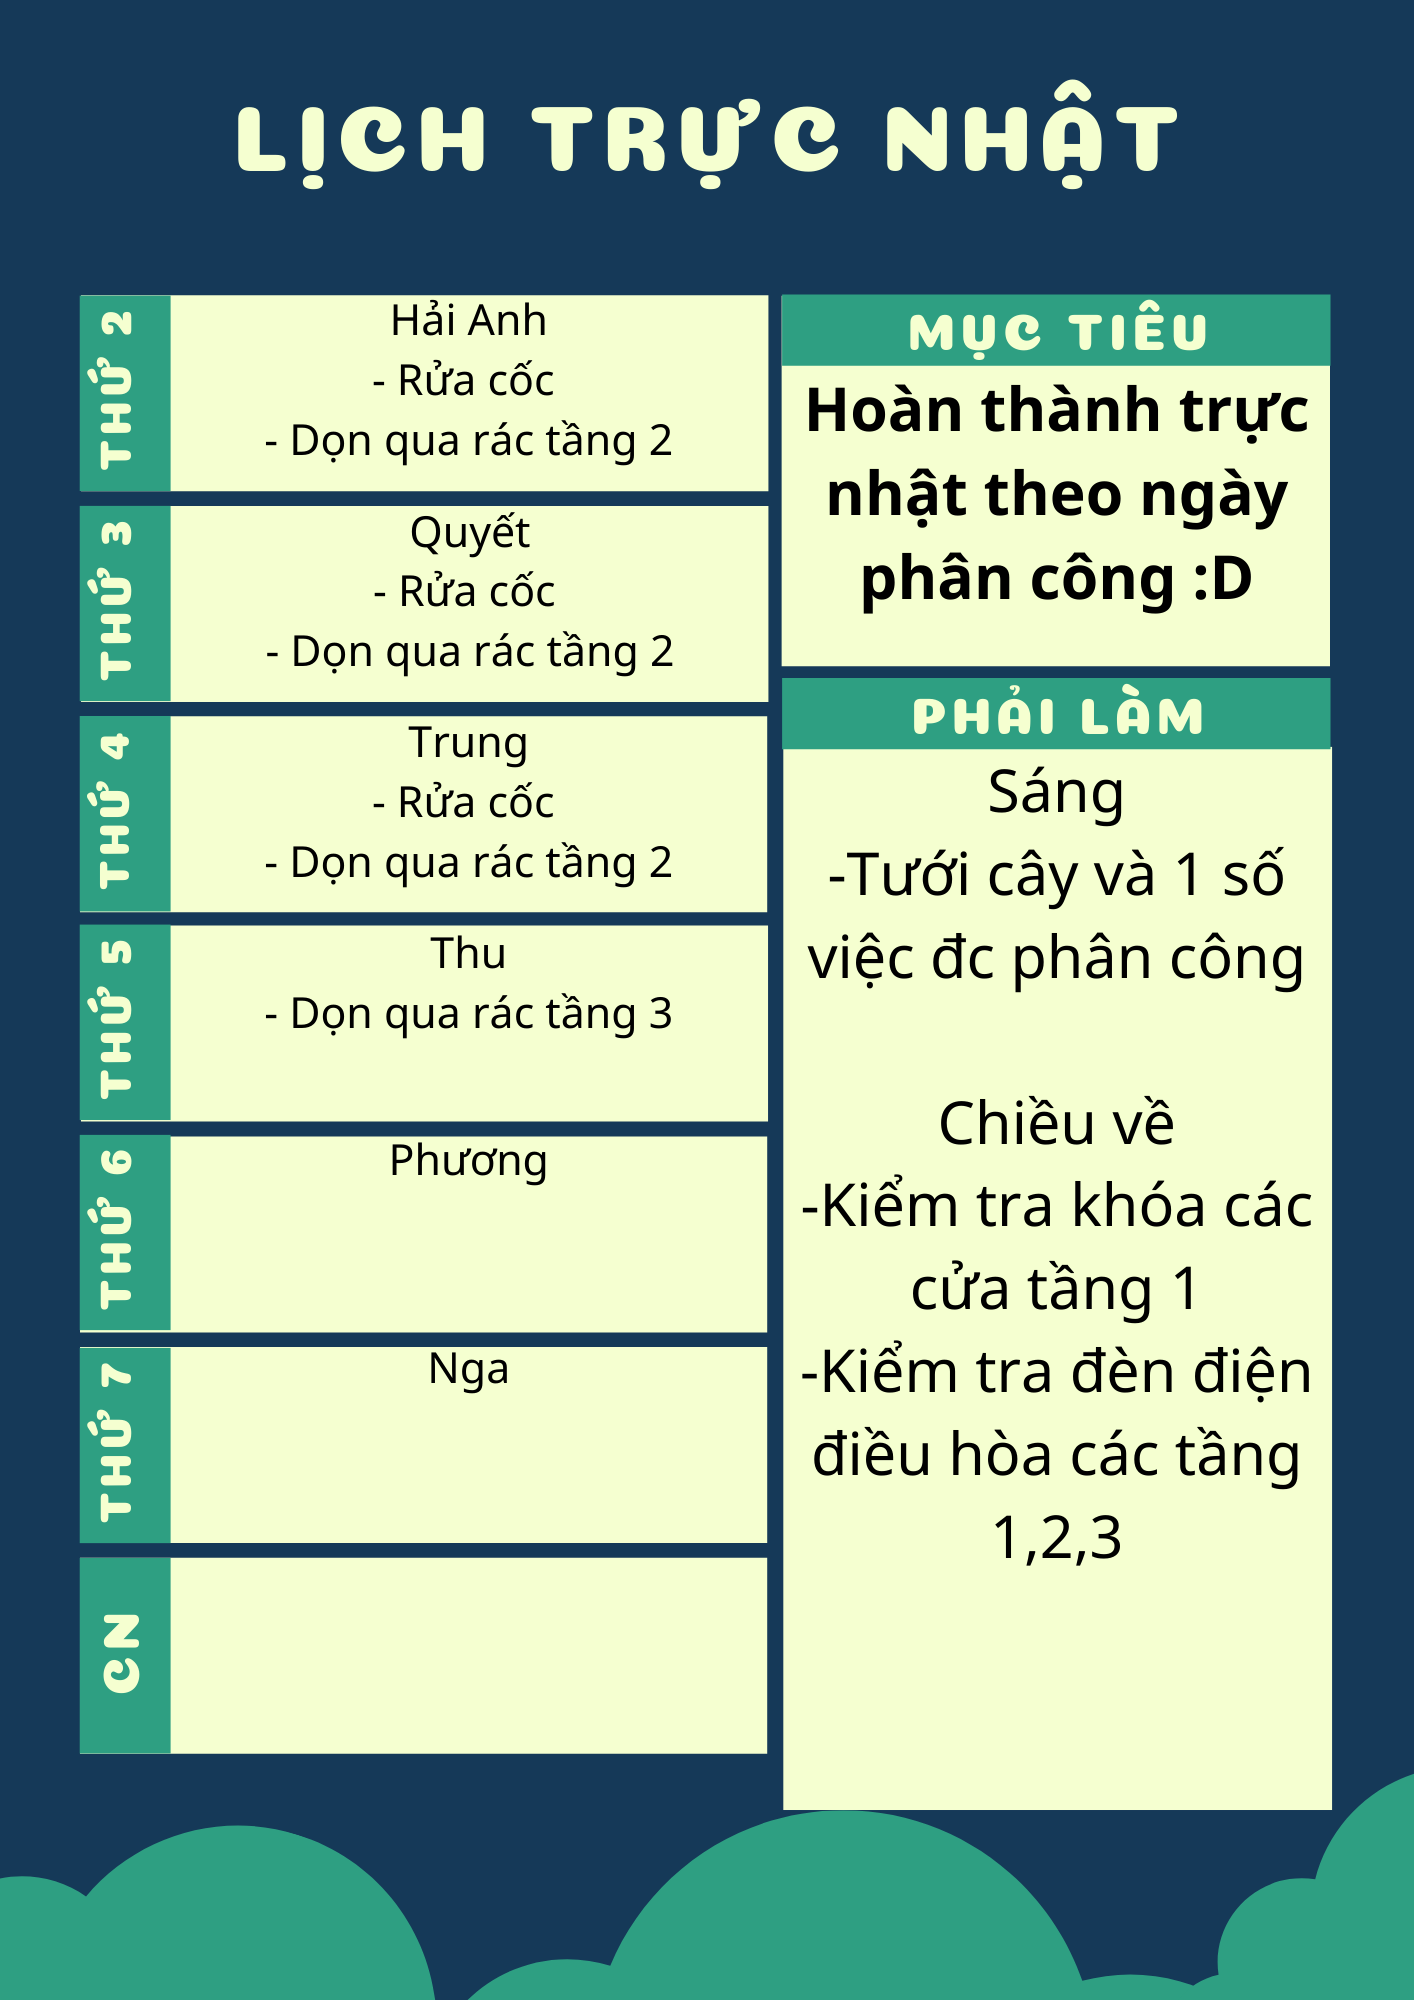 LỊCH TRỰC NHẬT
THỨ 2
Hải Anh
- Rửa cốc
- Dọn qua rác tầng 2
THỨ 3
Quyết
- Rửa cốc
- Dọn qua rác tầng 2
THỨ 4
Trung
- Rửa cốc
- Dọn qua rác tầng 2
THỨ 5
Thu
- Dọn qua rác tầng 3
THỨ 6
Phương
THỨ 7
Nga
CN
MỤC TIÊU
Hoàn thành trực
nhật theo ngày
phân công :D
PHẢI LÀM
Sáng
-Tưới cây và 1 số
việc đc phân công
Chiều về
-Kiểm tra khóa các
cửa tầng 1
-Kiểm tra đèn điện
điều hòa các tầng
1,2,3